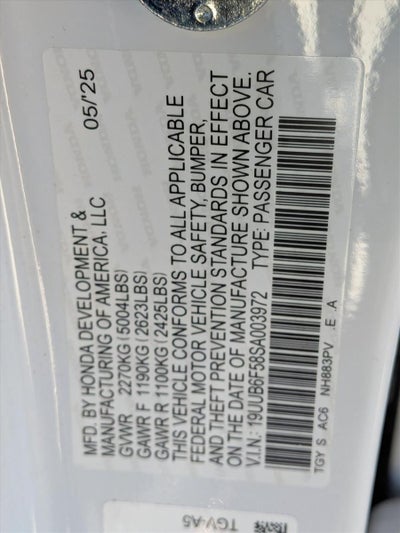 MFD. BY HONDA DEVELOPMENT & 05/'25
MANUFACTURING OF AMERICA, LLC
GVWR 2270KG (5004LBS)
GAWR F 1190KG (2623LBS)
GAWR R 1100KG (2425LBS)
THIS VEHICLE CONFORMS TO ALL APPLICABLE
FEDERAL MOTOR VEHICLE SAFETY, BUMPER,
AND THEFT PREVENTION STANDARDS IN EFFECT
ON THE DATE OF MANUFACTURE SHOWN ABOVE.
V.I.N.: 19UUB6F58SA003972 TYPE: PASSENGER CAR
TGY S AC6 NH883PV E A
TGV-A5